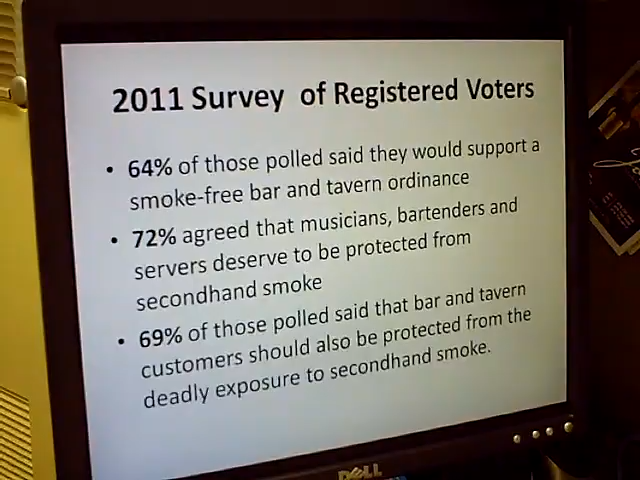 2011 Survey of Registered Voters
• 64% of those polled said they would support a
smoke-free bar and tavern ordinance
• 72% agreed that musicians, bartenders and
servers deserve to be protected from
secondhand smoke
• 69% of those polled said that bar and tavern
customers should also be protected from the
deadly exposure to secondhand smoke.
DELL